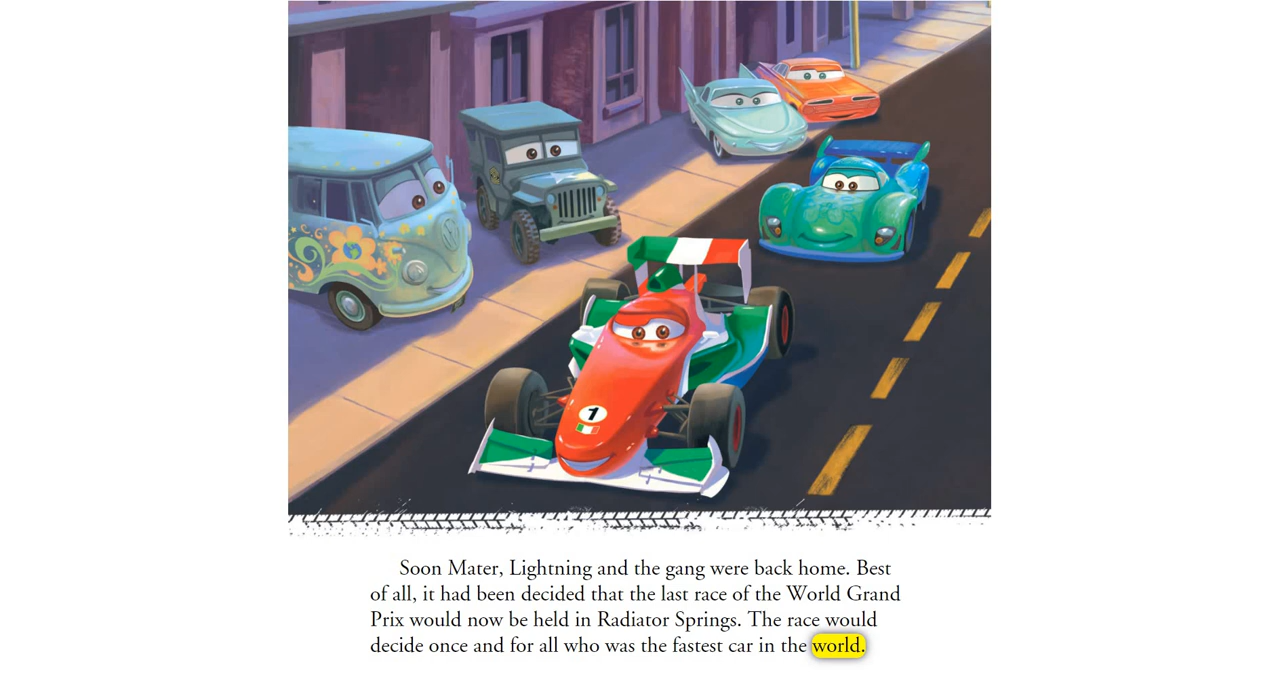 1
Soon Mater, Lightning and the gang were back home. Best
of all, it had been decided that the last race of the World Grand
Prix would now be held in Radiator Springs. The race would
decide once and for all who was the fastest car in the world.